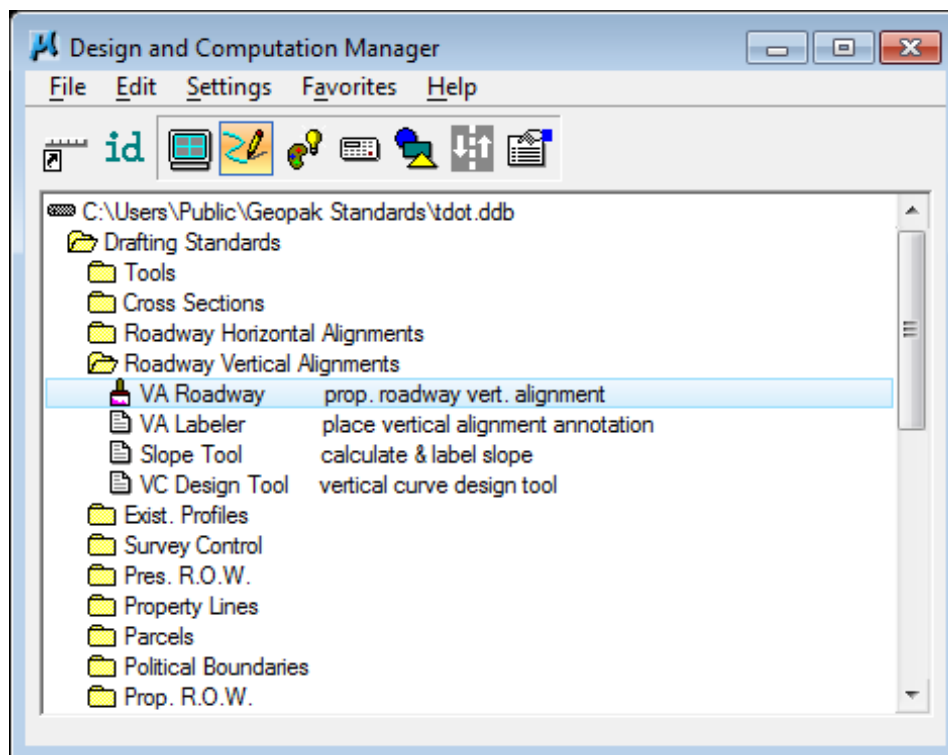 Design and Computation Manager
File Edit Settings Favorites Help
id
C:\Users\Public\Geopak Standards\tdot.ddb
Drafting Standards
Tools
Cross Sections
Roadway Horizontal Alignments
Roadway Vertical Alignments
VA Roadway prop. roadway vert. alignment
VA Labeler place vertical alignment annotation
Slope Tool calculate & label slope
VC Design Tool vertical curve design tool
Exist. Profiles
Survey Control
Pres. R.O.W.
Property Lines
Parcels
Political Boundaries
Prop. R.O.W.